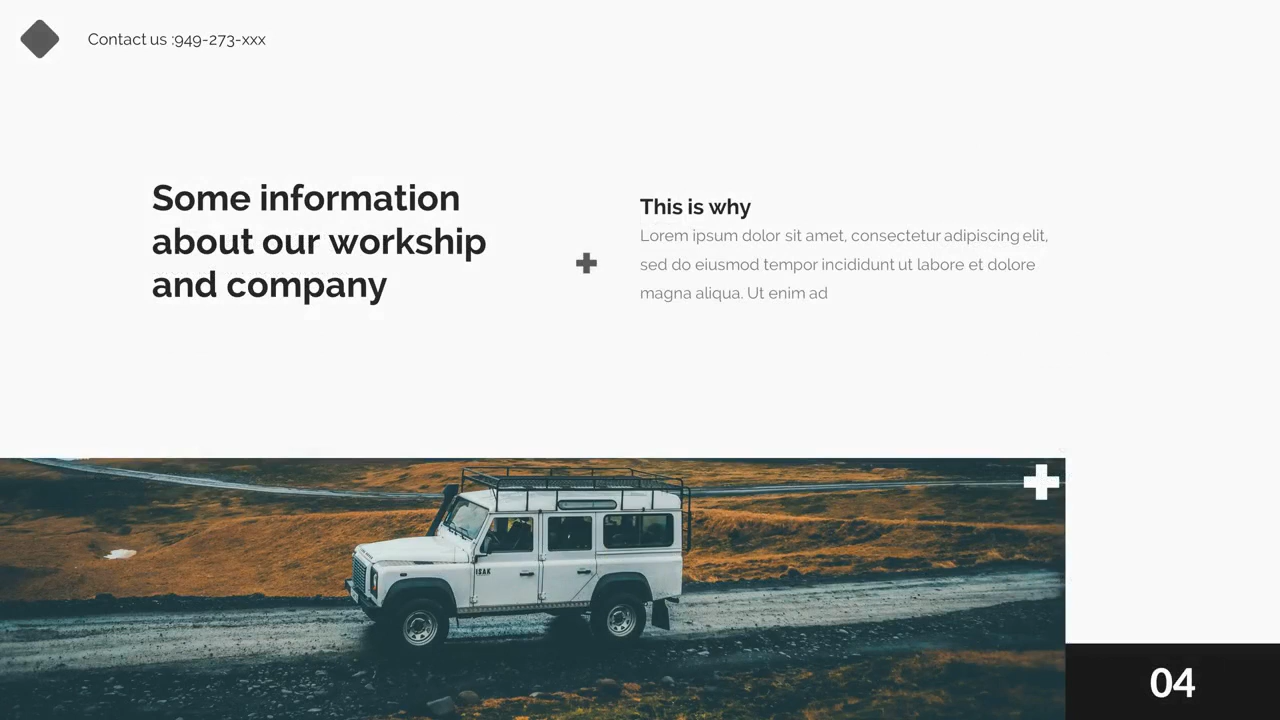 Contact us :949-273-xxx
Some information
about our workship
and company
This is why
Lorem ipsum dolor sit amet, consectetur adipiscing elit,
sed do eiusmod tempor incididunt ut labore et dolore
magna aliqua. Ut enim ad
ISAK
04